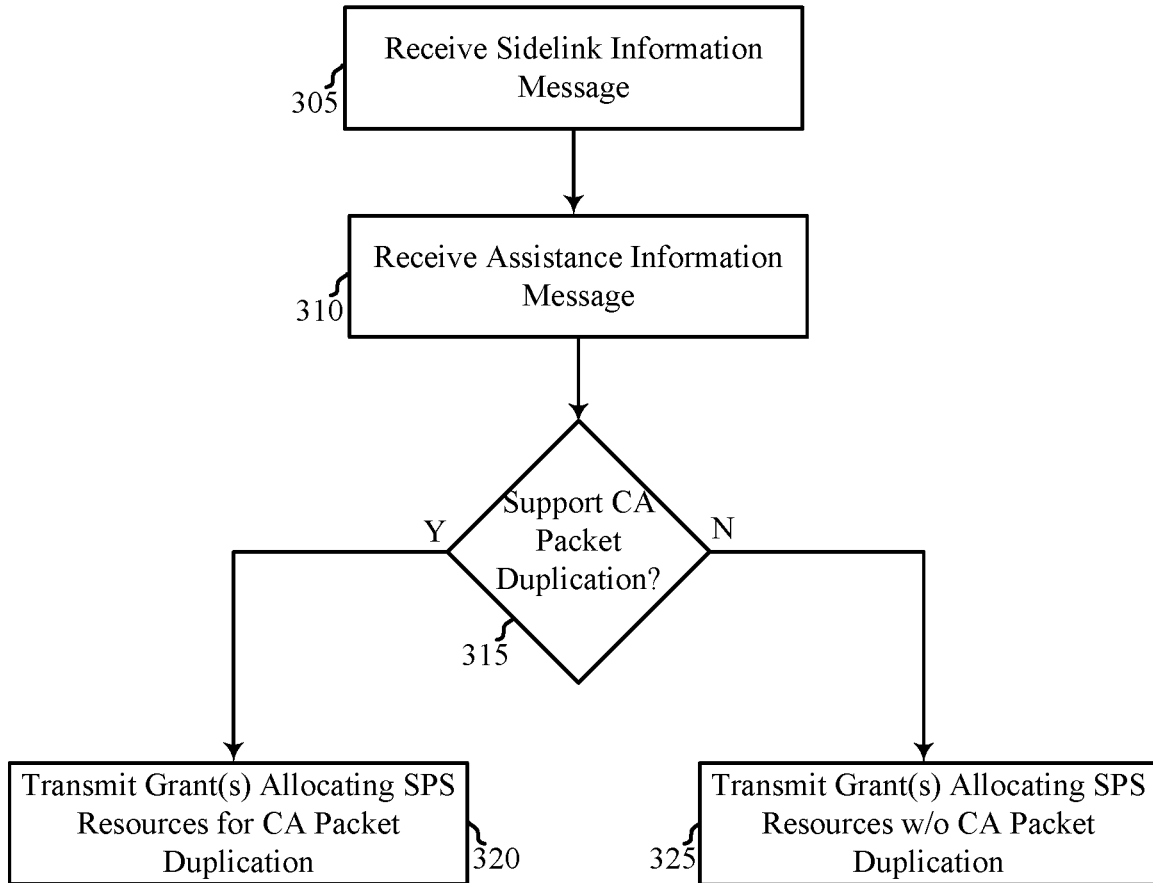 Receive Sidelink Information
Message
305
Receive Assistance Information
Message
310
Support CA
Packet
Duplication?
Y
N
315
Transmit Grant(s) Allocating SPS
Resources for CA Packet
Duplication
320
Transmit Grant(s) Allocating SPS
Resources w/o CA Packet
Duplication
325